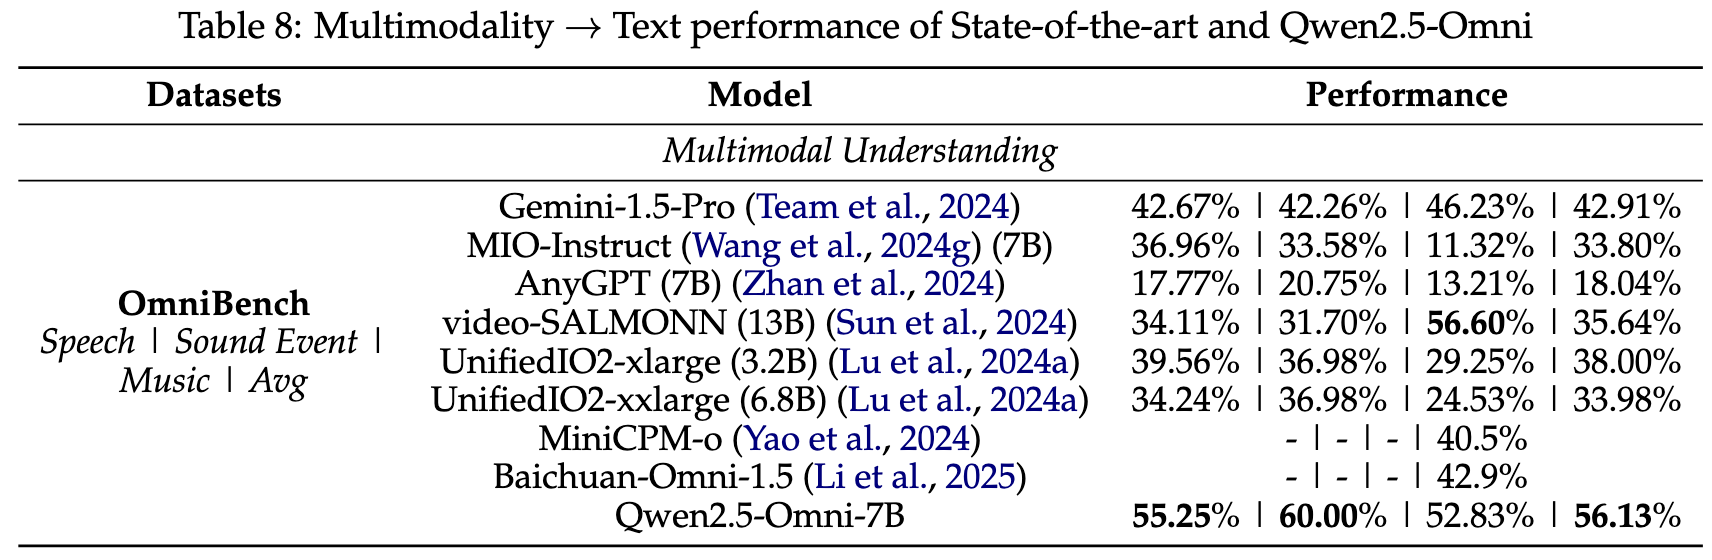 Table 8: Multimodality → Text performance of State-of-the-art and Qwen2.5-Omni
Datasets Model Performance
Multimodal Understanding
OmniBench
Speech | Sound Event |
Music | Avg
Gemini-1.5-Pro (Team et al., 2024) 42.67% | 42.26% | 46.23% | 42.91%
MIO-Instruct (Wang et al., 2024g) (7B) 36.96% | 33.58% | 11.32% | 33.80%
AnyGPT (7B) (Zhan et al., 2024) 17.77% | 20.75% | 13.21% | 18.04%
video-SALMONN (13B) (Sun et al., 2024) 34.11% | 31.70% | 56.60% | 35.64%
UnifiedIO2-xlarge (3.2B) (Lu et al., 2024a) 39.56% | 36.98% | 29.25% | 38.00%
UnifiedIO2-xxlarge (6.8B) (Lu et al., 2024a) 34.24% | 36.98% | 24.53% | 33.98%
MiniCPM-o (Yao et al., 2024) - | - | - | 40.5%
Baichuan-Omni-1.5 (Li et al., 2025) - | - | - | 42.9%
Qwen2.5-Omni-7B 55.25% | 60.00% | 52.83% | 56.13%